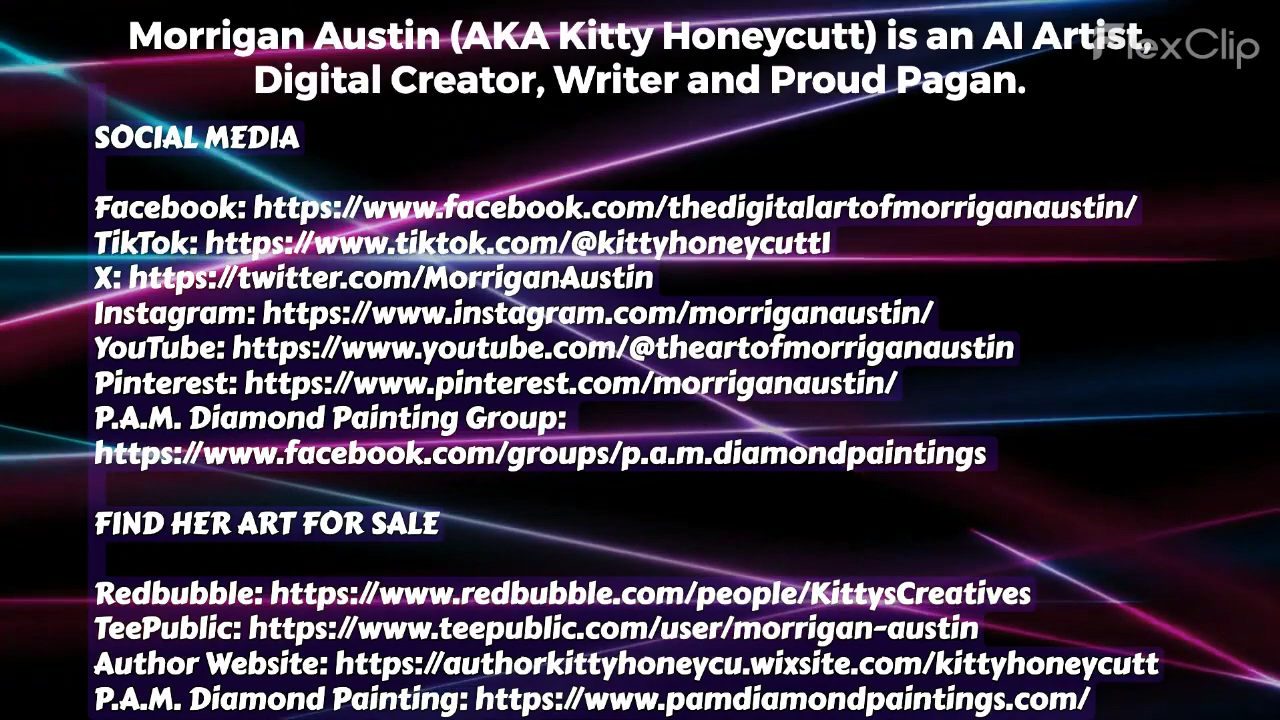 Morrigan Austin (AKA Kitty Honeycutt) is an AI Artist,
Digital Creator, Writer and Proud Pagan.
FlexClip
SOCIAL MEDIA
Facebook: https://www.facebook.com/thedigitalartofmorriganaustin/
TikTok: https://www.tiktok.com/@kittyhoneycutt1
X: https://twitter.com/MorriganAustin
Instagram: https://www.instagram.com/morriganaustin/
YouTube: https://www.youtube.com/@theartofmorriganaustin
Pinterest: https://www.pinterest.com/morriganaustin/
P.A.M. Diamond Painting Group:
https://www.facebook.com/groups/p.a.m.diamondpaintings
FIND HER ART FOR SALE
Redbubble: https://www.redbubble.com/people/KittysCreatives
TeePublic: https://www.teepublic.com/user/morrigan-austin
Author Website: https://authorkittyhoneycu.wixsite.com/kittyhoneycutt
P.A.M. Diamond Painting: https://www.pamdiamondpaintings.com/